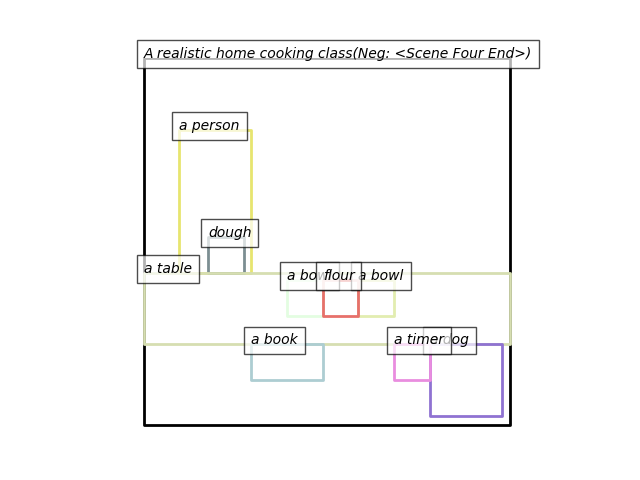 A realistic home cooking class(Neg: <Scene Four End>)
a person
dough
a table
a bowl
flour
a bowl
a book
a timer
dog